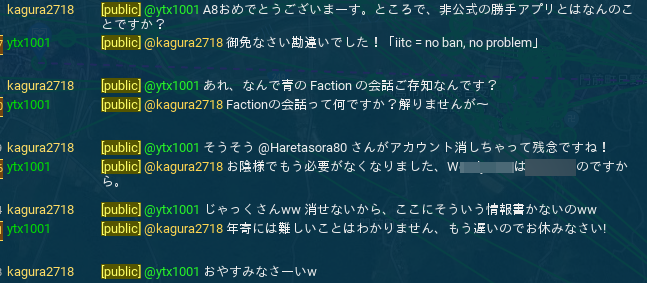 kagura2718 [public] @ytx1001 A8おめでとうございまーす。ところで、非公式の勝手アプリとはなんのこ
とですか？
ytx1001 [public] @kagura2718 御免なさい勘違いでした！「iitc = no ban, no problem」
kagura2718 [public] @ytx1001 あれ、なんで青の Faction の会話ご存知なんです？
ytx1001 [public] @kagura2718 Factionの会話って何ですか？解りませんが～
kagura2718 [public] @ytx1001 そうそう @Haretasora80 さんがアカウント消しちゃって残念ですね！
ytx1001 [public] @kagura2718 お陰様でもう必要がなくなりました、W は のですか
ら。
kagura2718 [public] @ytx1001 じゃっくさんww 消せないから、ここにそういう情報書かないのww
ytx1001 [public] @kagura2718 年寄には難しいことはわかりません、もう遅いのでお休みなさい!
kagura2718 [public] @ytx1001 おやすみなさーいw